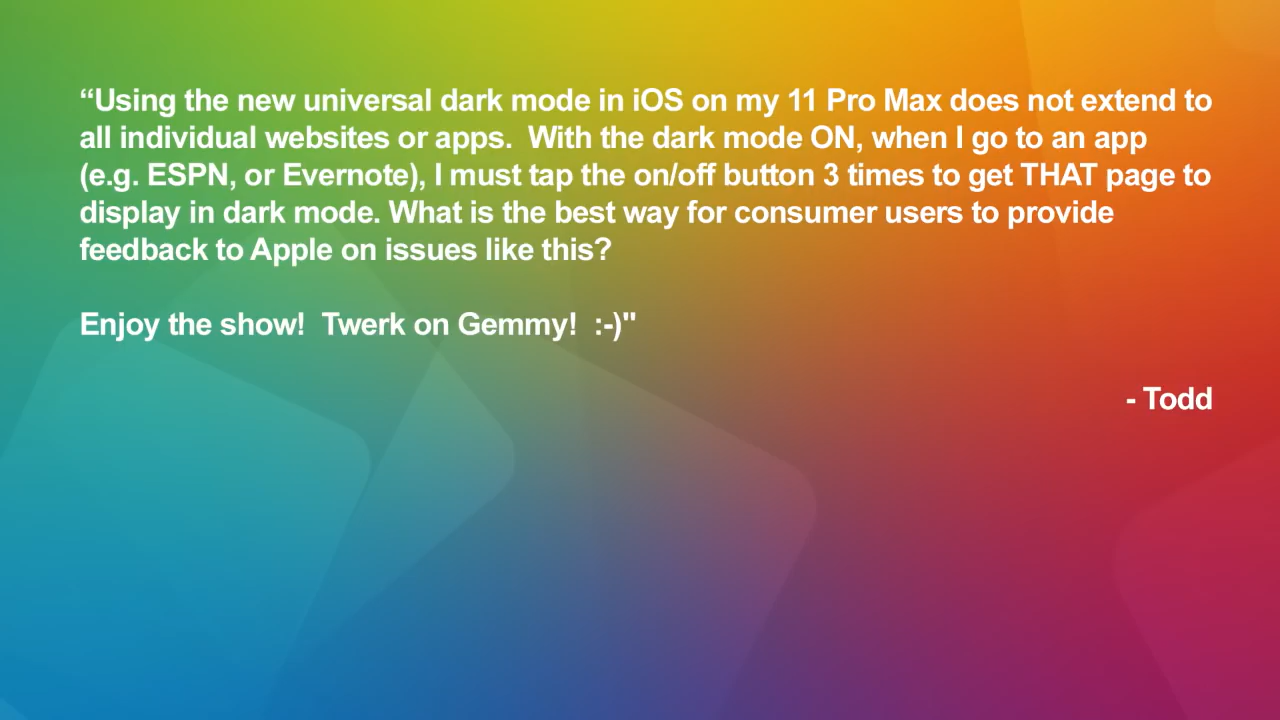 “Using the new universal dark mode in iOS on my 11 Pro Max does not extend to
all individual websites or apps.  With the dark mode ON, when I go to an app
(e.g. ESPN, or Evernote), I must tap the on/off button 3 times to get THAT page to
display in dark mode. What is the best way for consumer users to provide
feedback to Apple on issues like this?
Enjoy the show!  Twerk on Gemmy!  :-)"
- Todd